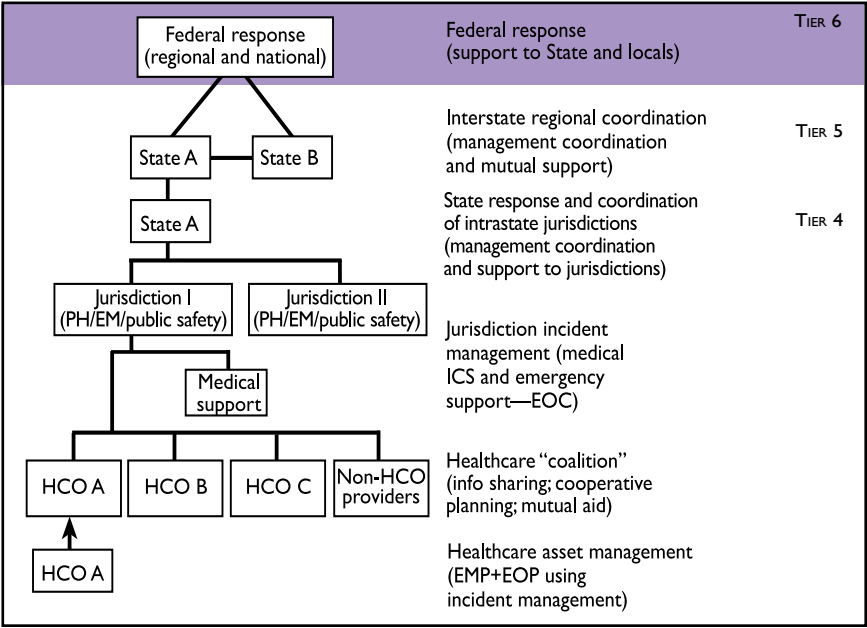 Federal response
(regional and national)
Federal response
(support to State and locals)
Tier 6
State A
State B
Interstate regional coordination
(management coordination
and mutual support)
Tier 5
State A
State response and coordination
of intrastate jurisdictions
(management coordination
and support to jurisdictions)
Tier 4
Jurisdiction I
(PH/EM/public safety)
Jurisdiction II
(PH/EM/public safety)
Medical
support
Jurisdiction incident
management (medical
ICS and emergency
support—EOC)
HCO A
HCO B
HCO C
Non-HCO
providers
Healthcare “coalition”
(info sharing; cooperative
planning; mutual aid)
HCO A
Healthcare asset management
(EMP+EOP using
incident management)